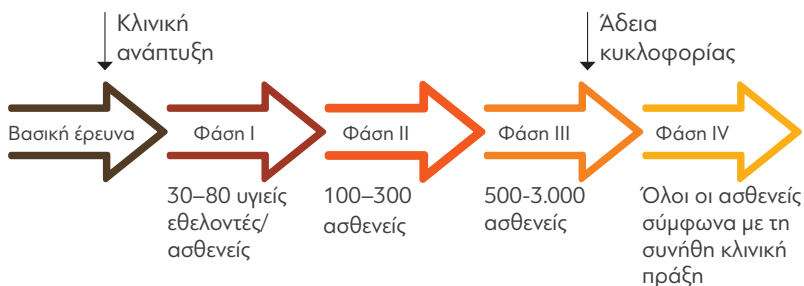 Κλινική
ανάπτυξη
Άδεια
κυκλοφορίας
Βασική έρευνα
Φάση I
Φάση II
Φάση III
Φάση IV
30–80 υγιείς
εθελοντές/
ασθενείς
100–300
ασθενείς
500-3.000
ασθενείς
Όλοι οι ασθενείς
σύμφωνα με τη
συνήθη κλινική
πράξη